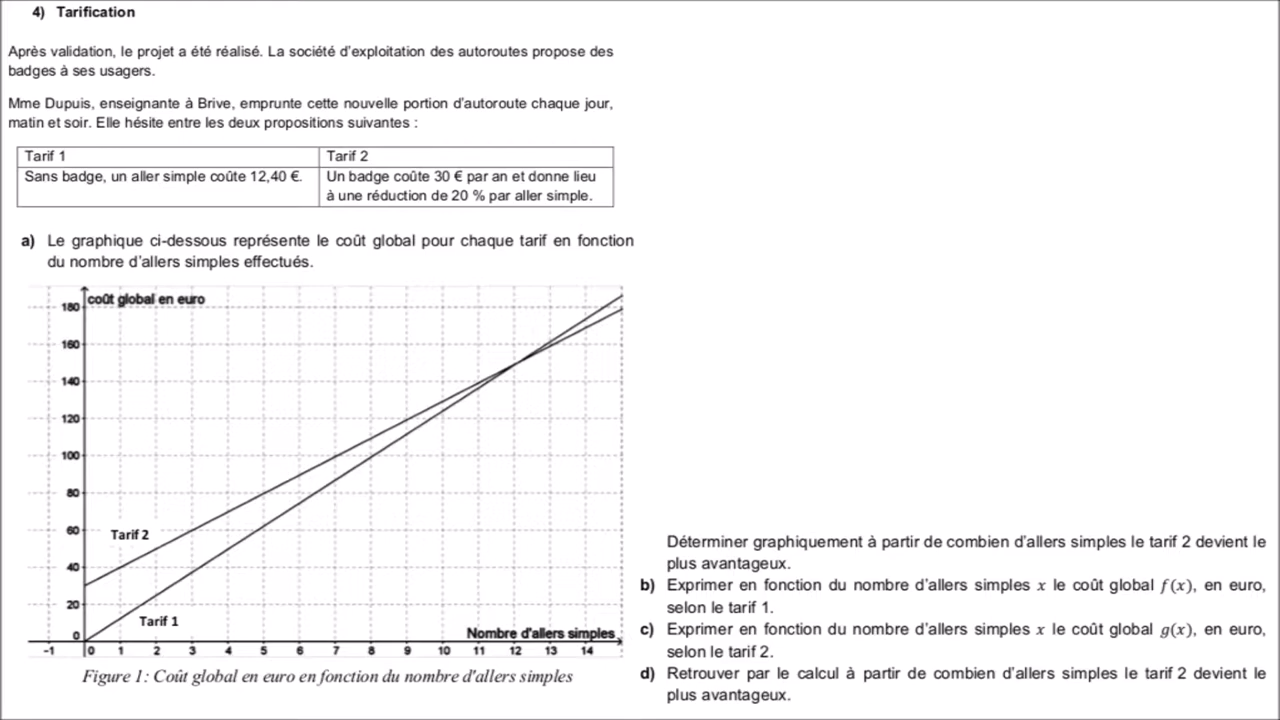 4) Tarification
Après validation, le projet a été réalisé. La société d'exploitation des autoroutes propose des
badges à ses usagers.
Mme Dupuis, enseignante à Brive, emprunte cette nouvelle portion d'autoroute chaque jour,
matin et soir. Elle hésite entre les deux propositions suivantes :
Tarif 1
Sans badge, un aller simple coûte 12,40 €.
Tarif 2
Un badge coûte 30 € par an et donne lieu
à une réduction de 20 % par aller simple.
a) Le graphique ci-dessous représente le coût global pour chaque tarif en fonction
du nombre d'allers simples effectués.
coût global en euro
180
160
140
120
100
80
60
40
20
0
Tarif 2
Tarif 1
Nombre d'allers simples
-1 0 1 2 3 4 5 6 7 8 9 10 11 12 13 14
Figure 1: Coût global en euro en fonction du nombre d'allers simples
Déterminer graphiquement à partir de combien d'allers simples le tarif 2 devient le
plus avantageux.
b) Exprimer en fonction du nombre d'allers simples x le coût global f(x), en euro,
selon le tarif 1.
c) Exprimer en fonction du nombre d'allers simples x le coût global g(x), en euro,
selon le tarif 2.
d) Retrouver par le calcul à partir de combien d'allers simples le tarif 2 devient le
plus avantageux.